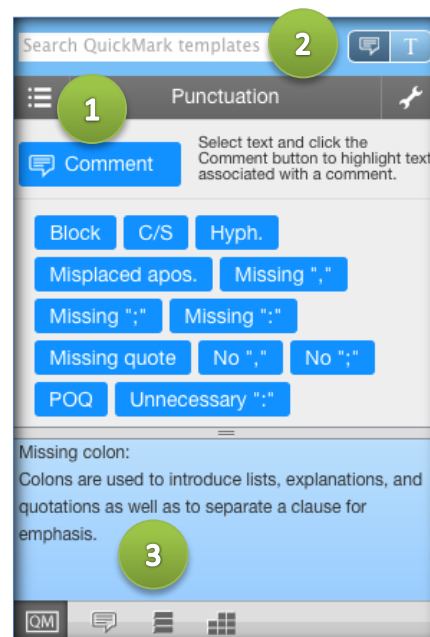 Search QuickMark templates 2 T
1 Punctuation
Comment Select text and click the
Comment button to highlight text
associated with a comment.
Block C/S Hyph.
Misplaced apos. Missing ","
Missing ";" Missing ":"
Missing quote No "," No ";"
POQ Unnecessary ":"
Missing colon:
Colons are used to introduce lists, explanations, and
quotations as well as to separate a clause for
emphasis.
3
QM